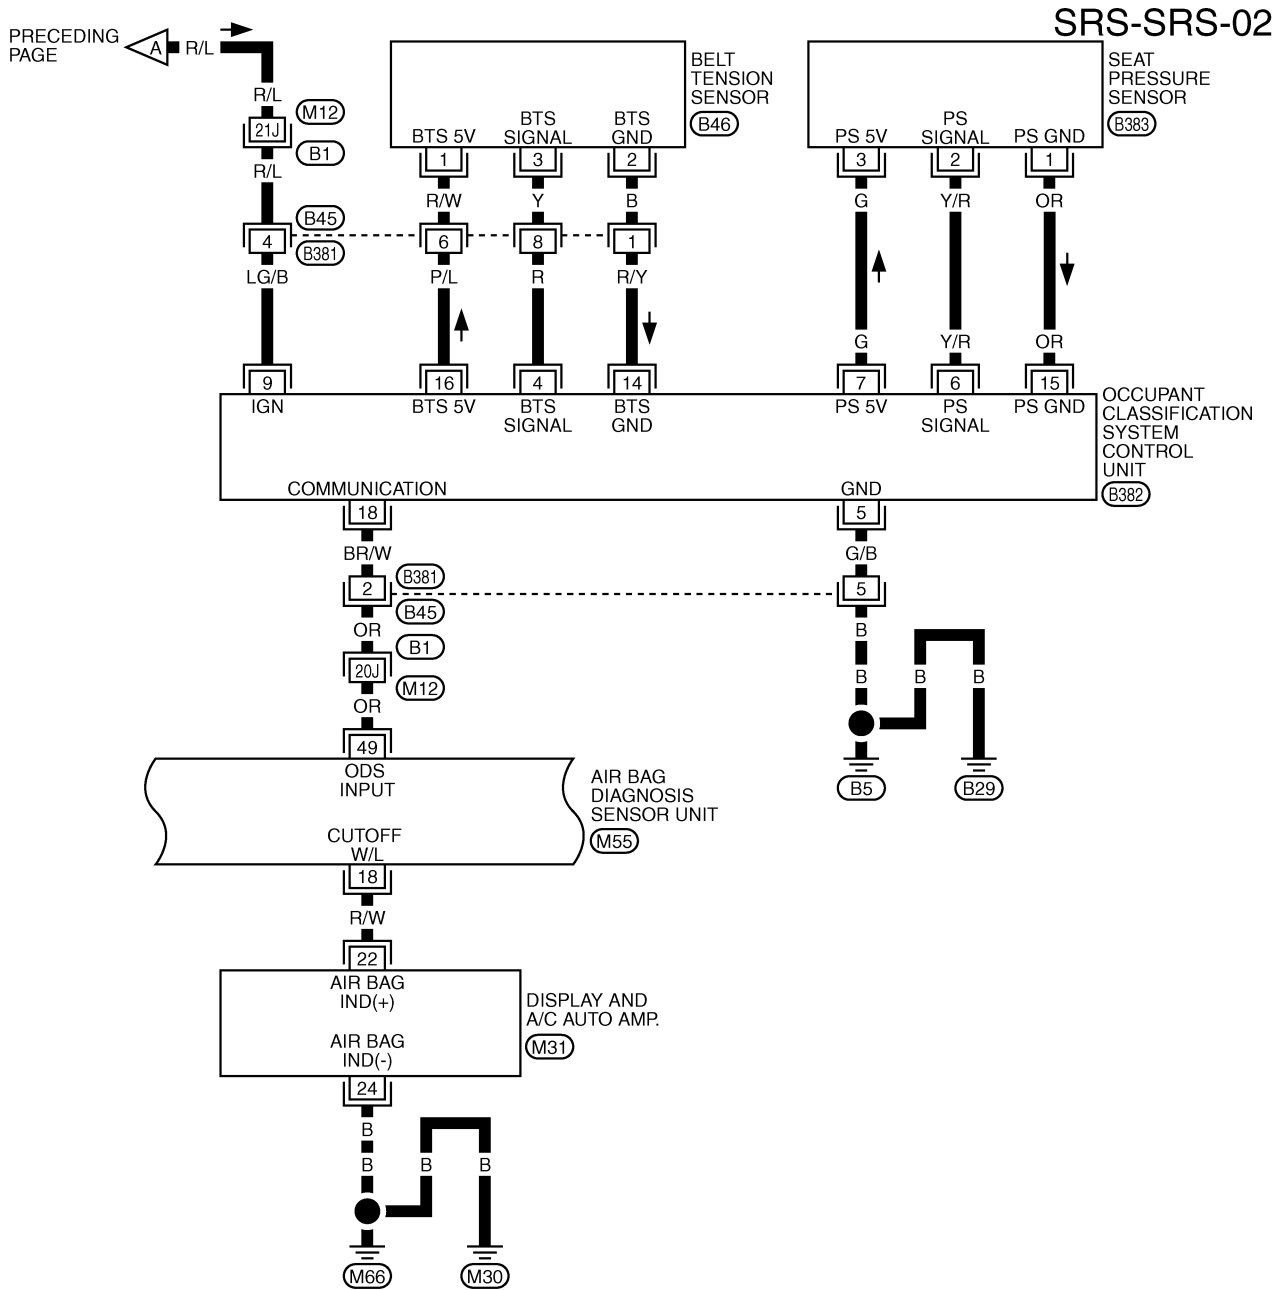 SRS-SRS-02
PRECEDING
PAGE
A
R/L
R/L
M12
21J
B1
R/L
B45
4
B381
LG/B
9
BELT
TENSION
SENSOR
B46
BTS 5V
BTS
SIGNAL
BTS
GND
1
3
2
R/W
Y
B
6
8
1
P/L
R
R/Y
16
4
14
SEAT
PRESSURE
SENSOR
B383
PS 5V
PS
SIGNAL
PS GND
3
2
1
G
Y/R
OR
G
Y/R
OR
7
6
15
IGN
BTS 5V
BTS
SIGNAL
BTS
GND
PS 5V
PS
SIGNAL
PS GND
OCCUPANT
CLASSIFICATION
SYSTEM
CONTROL
UNIT
B382
COMMUNICATION
GND
18
5
BR/W
G/B
2
B381
5
B45
OR
B
B1
20J
M12
OR
B
B
B
B5
B29
49
ODS
INPUT
AIR BAG
DIAGNOSIS
SENSOR UNIT
M55
CUTOFF
W/L
18
R/W
22
AIR BAG
IND(+)
DISPLAY AND
A/C AUTO AMP.
M31
AIR BAG
IND(-)
24
B
B
B
B
M66
M30